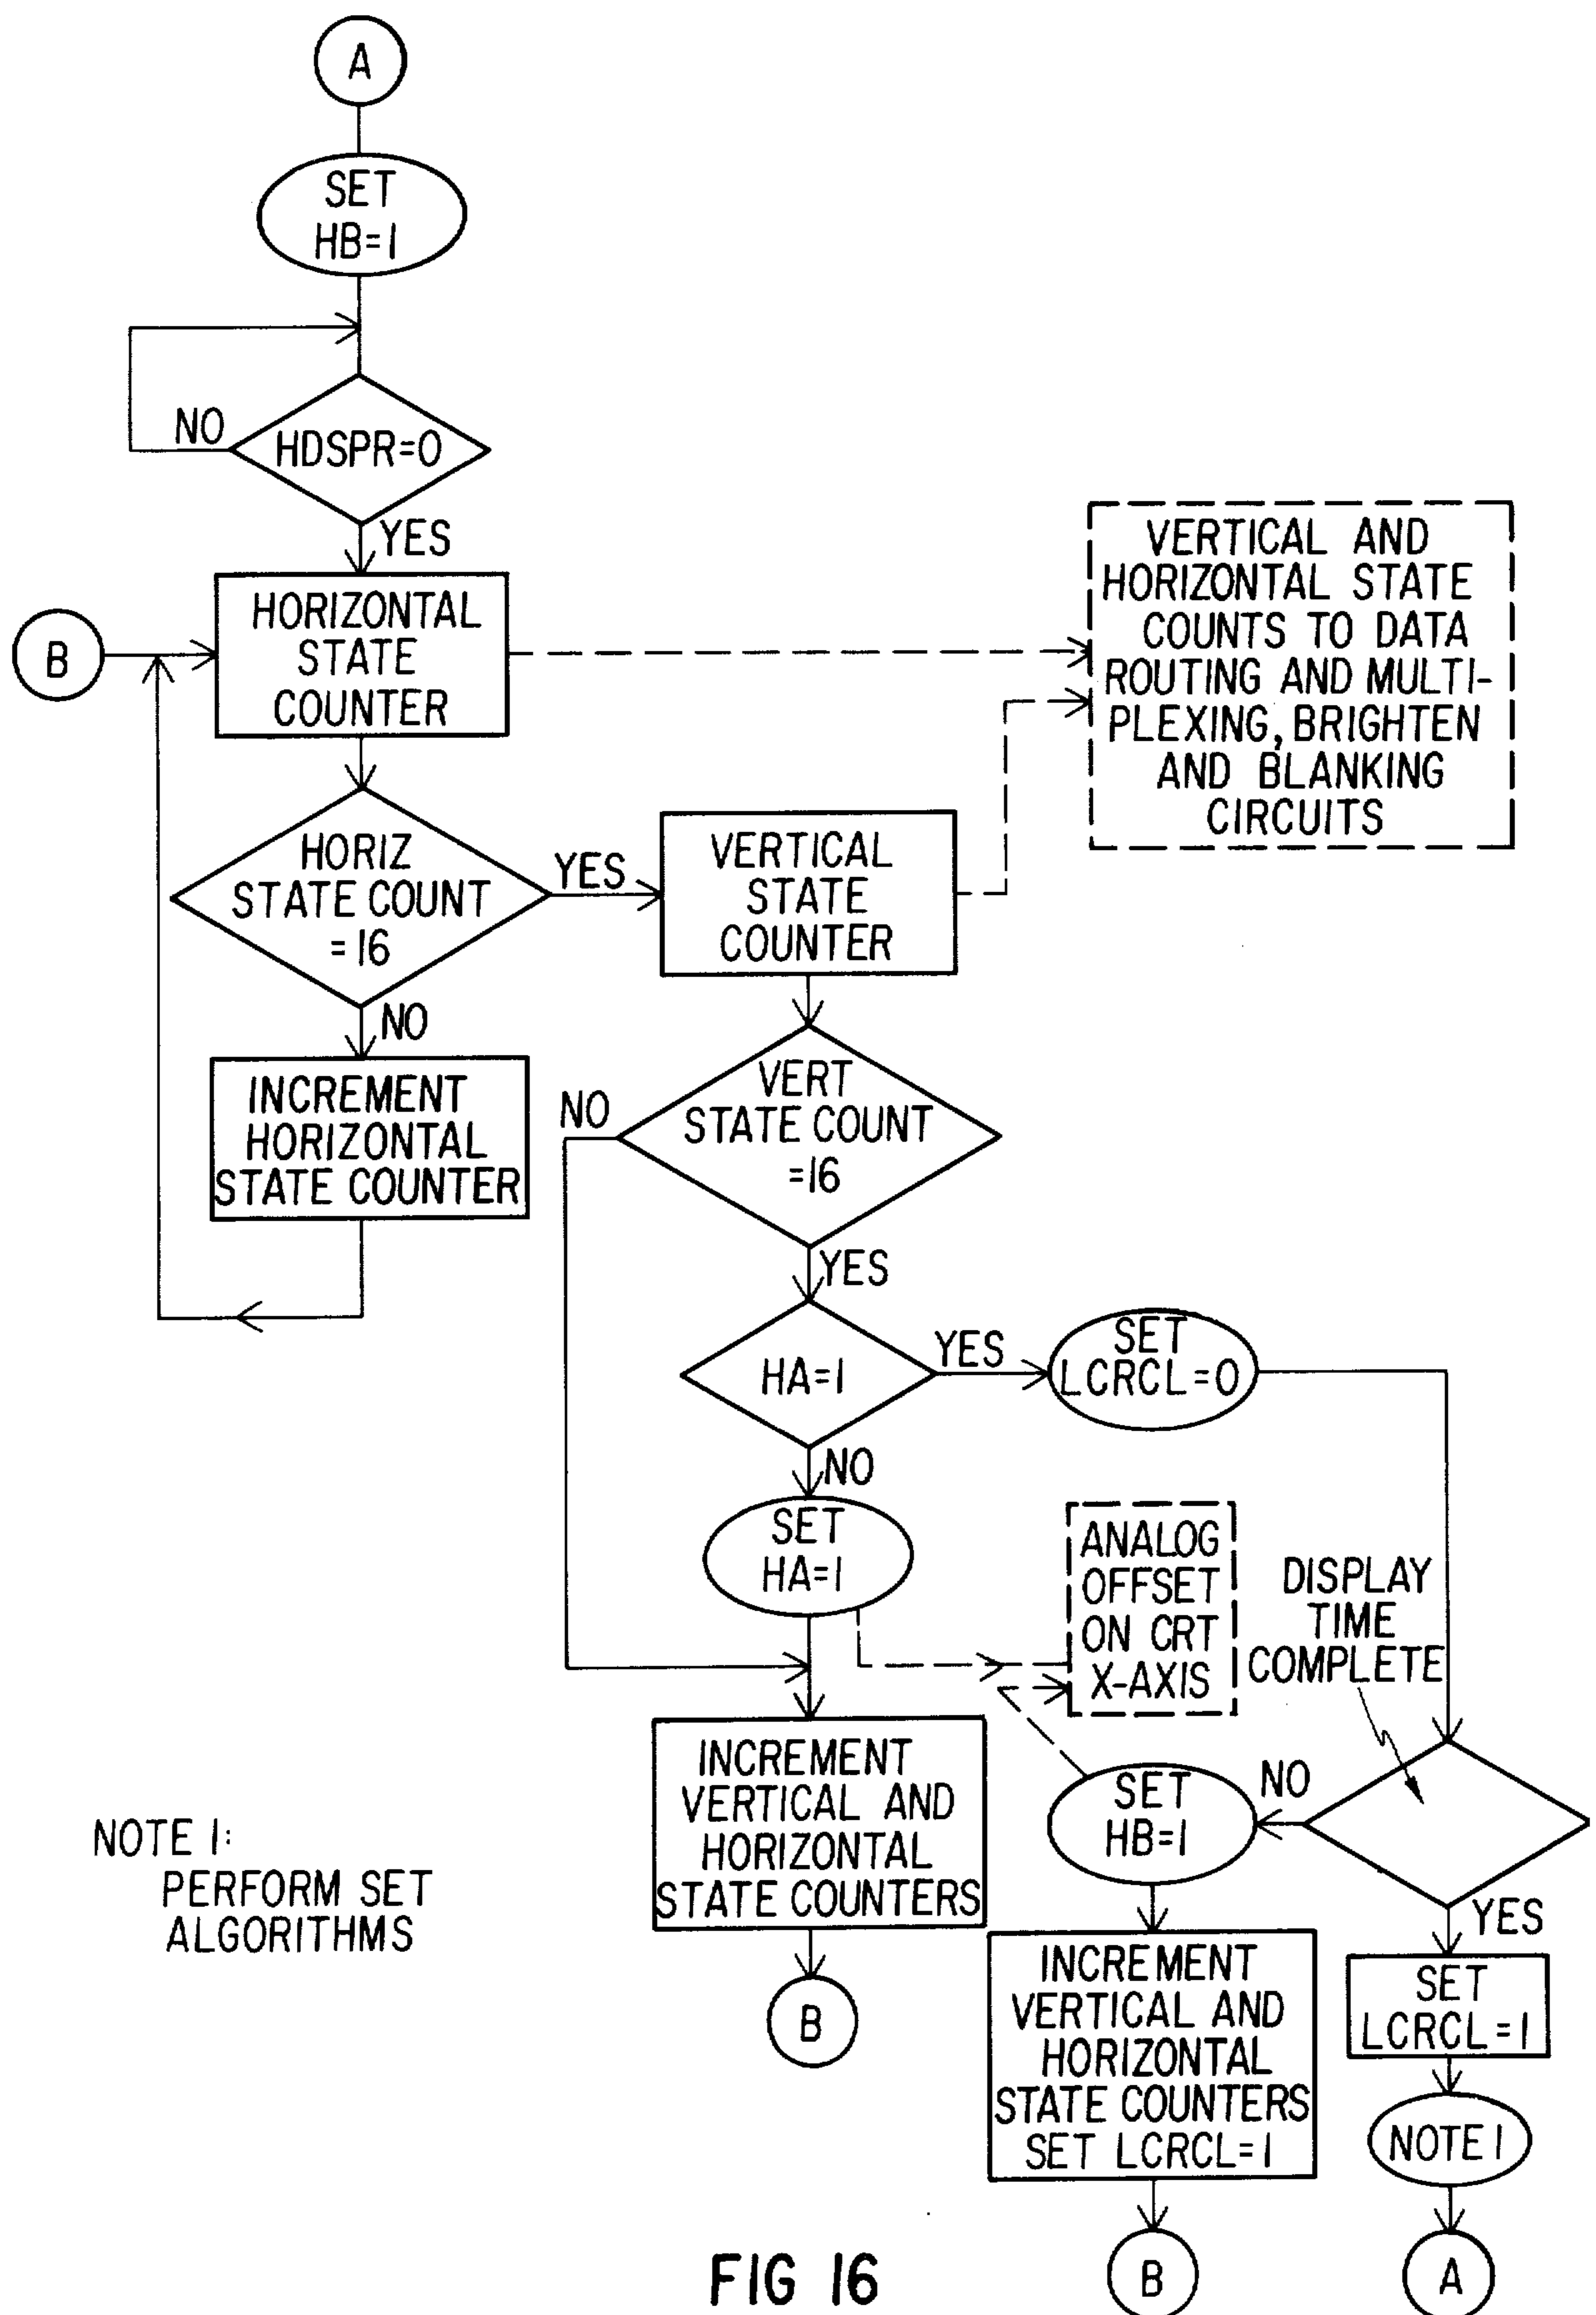 A
SET
HB=1
NO
HDSPR=0
YES
B
HORIZONTAL
STATE
COUNTER
VERTICAL AND
HORIZONTAL STATE
COUNTS TO DATA
ROUTING AND MULTI-
PLEXING, BRIGHTEN
AND BLANKING
CIRCUITS
HORIZ
STATE COUNT
=16
YES
VERTICAL
STATE
COUNTER
NO
INCREMENT
HORIZONTAL
STATE COUNTER
NO
VERT
STATE COUNT
=16
YES
HA=1
YES
SET
LCRCL=0
NO
SET
HA=1
ANALOG
OFFSET
ON CRT
X-AXIS
DISPLAY
TIME
COMPLETE
INCREMENT
VERTICAL AND
HORIZONTAL
STATE COUNTERS
B
SET
HB=1
NO
YES
INCREMENT
VERTICAL AND
HORIZONTAL
STATE COUNTERS
SET LCRCL=1
B
SET
LCRCL=1
NOTE 1
A
NOTE 1:
PERFORM SET
ALGORITHMS
FIG 16